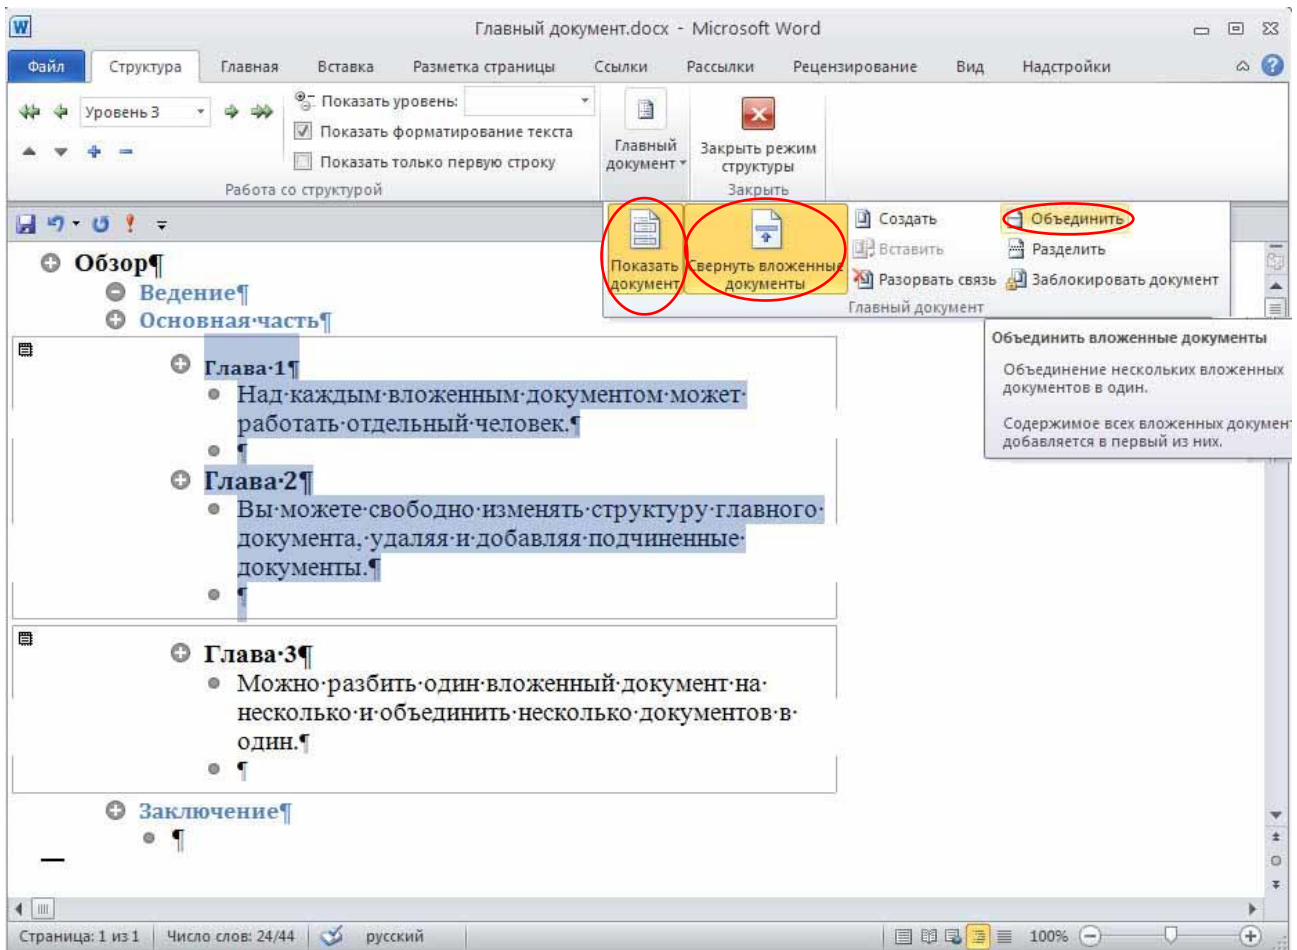 Главный документ.docx - Microsoft Word
Файл Структура Главная Вставка Разметка страницы Ссылки Рассылки Рецензирование Вид Надстройки
Уровень 3
Показать уровень:
Показать форматирование текста
Показать только первую строку
Работа со структурой
Главный документ
Закрыть режим структуры
Закрыть
Показать документ
Свернуть вложенные документы
Создать
Вставить
Разорвать связь
Объединить
Разделить
Заблокировать документ
Главный документ
Объединить вложенные документы
Объединение нескольких вложенных
документов в один.
Содержимое всех вложенных докумен
добавляется в первый из них.
Обзор¶
Ведение¶
Основная·часть¶
Глава·1¶
Над·каждым·вложенным·документом·может·
работать·отдельный·человек.¶
¶
Глава·2¶
Вы·можете·свободно·изменять·структуру·главного·
документа,·удаляя·и·добавляя·подчиненные·
документы.¶
¶
Глава·3¶
Можно·разбить·один·вложенный·документ·на·
несколько·и·объединить·несколько·документов·в·
один.¶
¶
Заключение¶
¶
Страница: 1 из 1 Число слов: 24/44 русский 100%